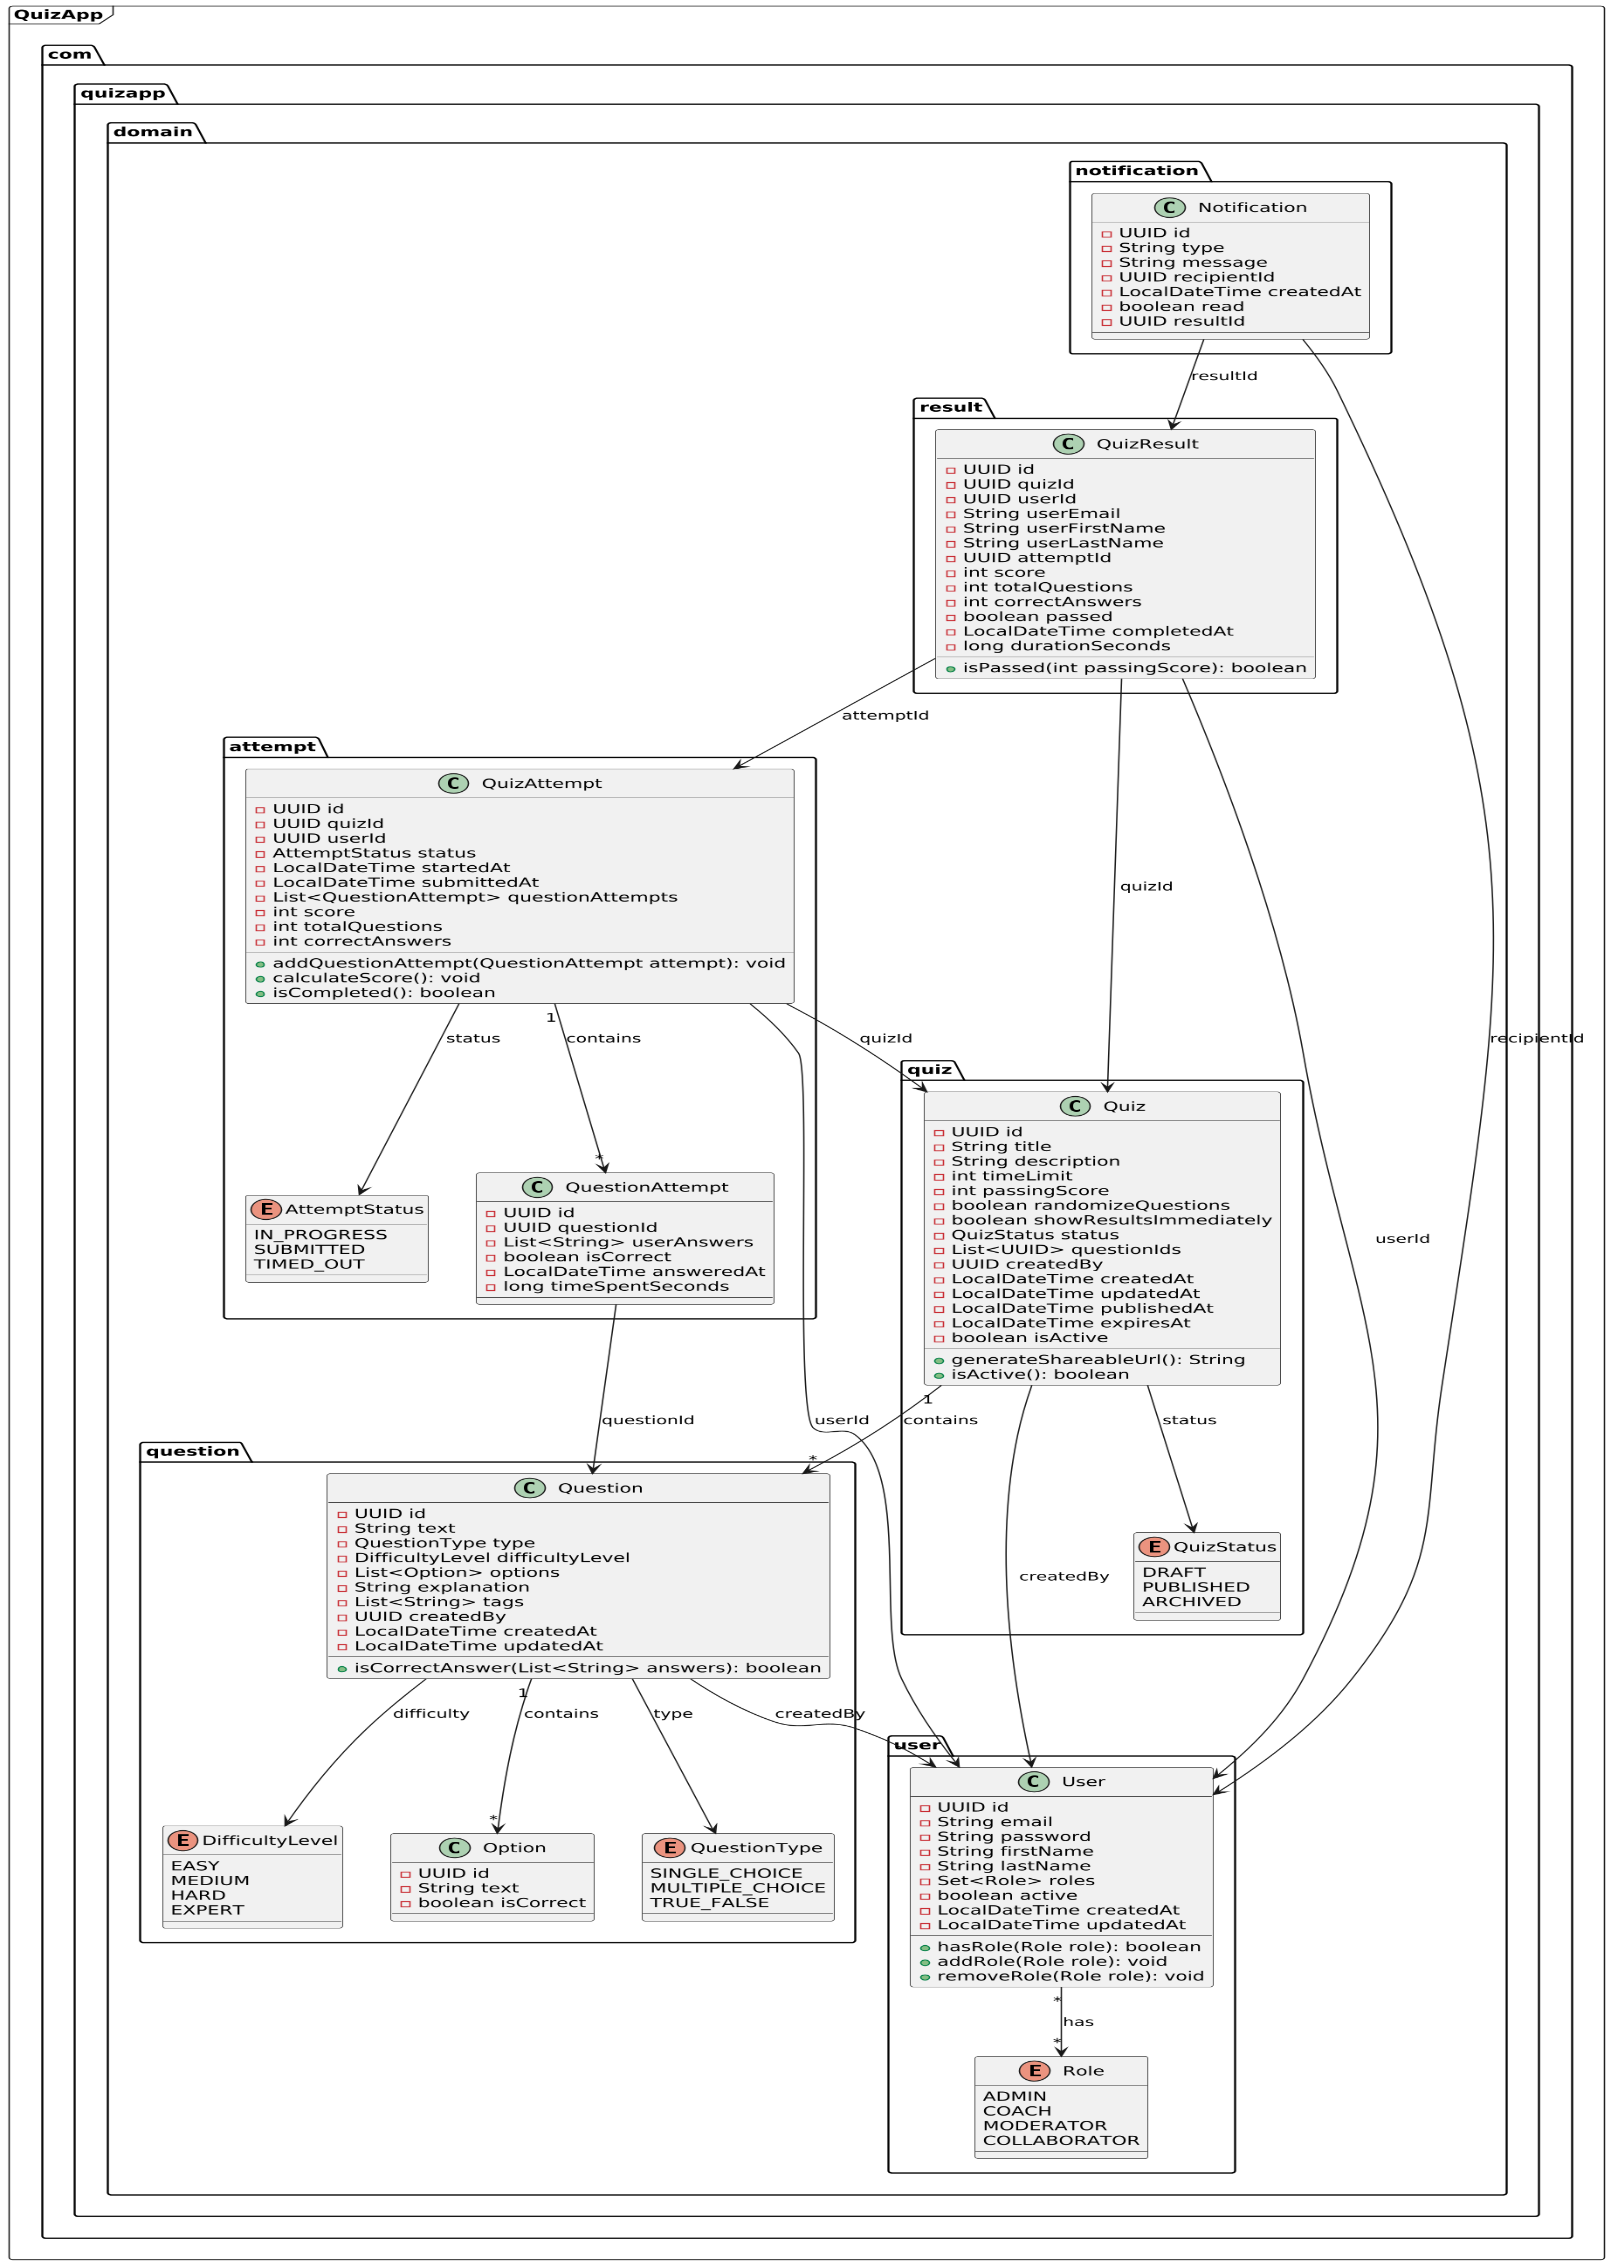 QuizApp
com
quizapp
domain
notification
C Notification
UUID id
String type
String message
UUID recipientId
LocalDateTime createdAt
boolean read
UUID resultId
resultId
result
C QuizResult
UUID id
UUID quizId
UUID userId
String userEmail
String userFirstName
String userLastName
UUID attemptId
int score
int totalQuestions
int correctAnswers
boolean passed
LocalDateTime completedAt
long durationSeconds
isPassed(int passingScore): boolean
attemptId
attempt
C QuizAttempt
UUID id
UUID quizId
UUID userId
AttemptStatus status
LocalDateTime startedAt
LocalDateTime submittedAt
List<QuestionAttempt> questionAttempts
int score
int totalQuestions
int correctAnswers
addQuestionAttempt(QuestionAttempt attempt): void
calculateScore(): void
isCompleted(): boolean
quizId
1
status
contains
quizId
recipientId
*
E AttemptStatus
IN_PROGRESS
SUBMITTED
TIMED_OUT
C QuestionAttempt
UUID id
UUID questionId
List<String> userAnswers
boolean isCorrect
LocalDateTime answeredAt
long timeSpentSeconds
quiz
C Quiz
UUID id
String title
String description
int timeLimit
int passingScore
boolean randomizeQuestions
boolean showResultsImmediately
QuizStatus status
List<UUID> questionIds
UUID createdBy
LocalDateTime createdAt
LocalDateTime updatedAt
LocalDateTime publishedAt
LocalDateTime expiresAt
boolean isActive
generateShareableUrl(): String
isActive(): boolean
userId
1
questionId
userId
contains
status
*
question
C Question
UUID id
String text
QuestionType type
DifficultyLevel difficultyLevel
List<Option> options
String explanation
List<String> tags
UUID createdBy
LocalDateTime createdAt
LocalDateTime updatedAt
isCorrectAnswer(List<String> answers): boolean
createdBy
E QuizStatus
DRAFT
PUBLISHED
ARCHIVED
1
difficulty
contains
type
createdBy
*
E DifficultyLevel
EASY
MEDIUM
HARD
EXPERT
C Option
UUID id
String text
boolean isCorrect
E QuestionType
SINGLE_CHOICE
MULTIPLE_CHOICE
TRUE_FALSE
user
C User
UUID id
String email
String password
String firstName
String lastName
Set<Role> roles
boolean active
LocalDateTime createdAt
LocalDateTime updatedAt
hasRole(Role role): boolean
addRole(Role role): void
removeRole(Role role): void
*
has
*
E Role
ADMIN
COACH
MODERATOR
COLLABORATOR